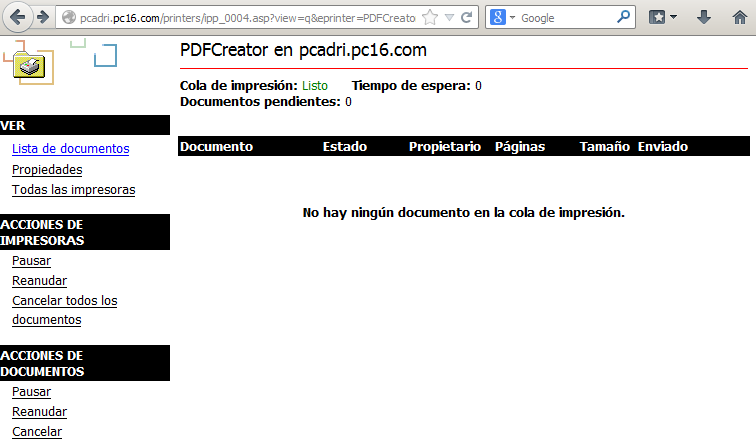 pcadri.pc16.com/printers/ipp_0004.asp?view=q&eprinter=PDFCreato
Google
PDFCreator en pcadri.pc16.com
Cola de impresión: Listo Tiempo de espera: 0
Documentos pendientes: 0
VER
Lista de documentos
Propiedades
Todas las impresoras
ACCIONES DE
IMPRESORAS
Pausar
Reanudar
Cancelar todos los
documentos
ACCIONES DE
DOCUMENTOS
Pausar
Reanudar
Cancelar
Documento Estado Propietario Páginas Tamaño Enviado
No hay ningún documento en la cola de impresión.